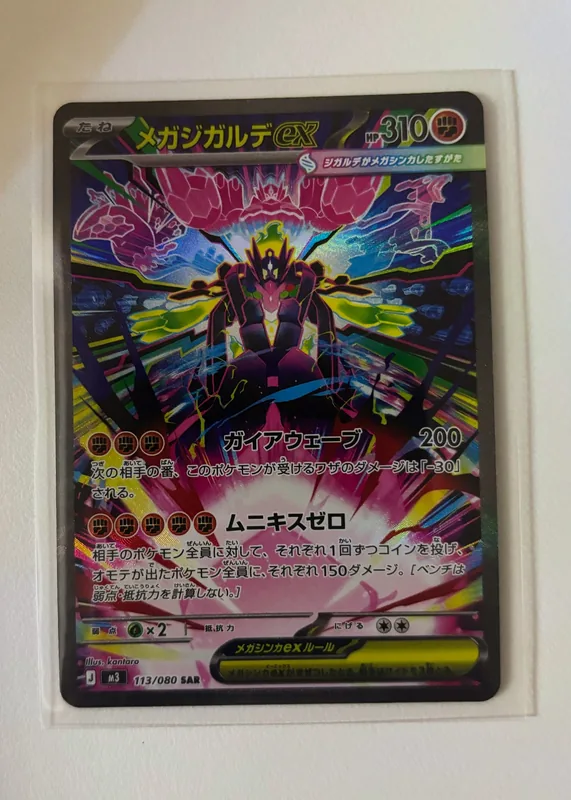 たね メガジガルデex HP310
ジガルデがメガシンカしたすがた
ガイアウェーブ 200
次の相手の番、このポケモンが受けるワザのダメージは「-30」
される。
ムニキスゼロ
相手のポケモン全員に対して、それぞれ1回ずつコインを投げ、
オモテが出たポケモン全員に、それぞれ150ダメージ。[ベンチは
弱点・抵抗力を計算しない。]
弱点 ×2 抵抗力 にげる
メガシンカexルール
Illus. kantaro
J M3 113/080 SAR